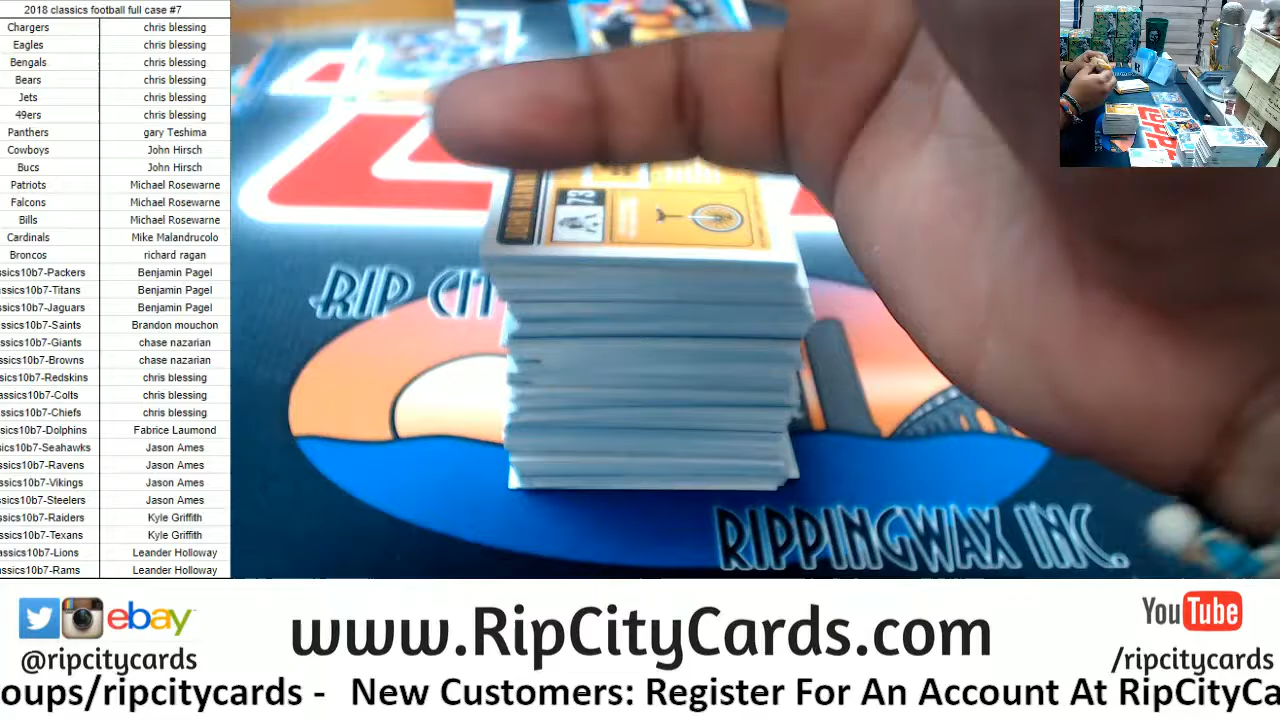 2018 classics football full case #7
Chargers chris blessing
Eagles chris blessing
Bengals chris blessing
Bears chris blessing
Jets chris blessing
49ers chris blessing
Panthers gary Teshima
Cowboys John Hirsch
Bucs John Hirsch
Patriots Michael Rosewarne
Falcons Michael Rosewarne
Bills Michael Rosewarne
Cardinals Mike Malandrucolo
Broncos richard ragan
ssics10b7-Packers Benjamin Pagel
assics10b7-Titans Benjamin Pagel
ssics10b7-Jaguars Benjamin Pagel
assics10b7-Saints Brandon mouchon
ssics10b7-Giants chase nazarian
ssics10b7-Browns chase nazarian
sics10b7-Redskins chris blessing
assics10b7-Colts chris blessing
ssics10b7-Chiefs chris blessing
ssics10b7-Dolphins Fabrice Laumond
sics10b7-Seahawks Jason Ames
ssics10b7-Ravens Jason Ames
ssics10b7-Vikings Jason Ames
ssics10b7-Steelers Jason Ames
ssics10b7-Raiders Kyle Griffith
ssics10b7-Texans Kyle Griffith
assics10b7-Lions Leander Holloway
assics10b7-Rams Leander Holloway
73
RIP CIT
RIPPINGWAX INC.
ebay
@ripcitycards
www.RipCityCards.com
YouTube
/ripcitycards
oups/ripcitycards - New Customers: Register For An Account At RipCityCa